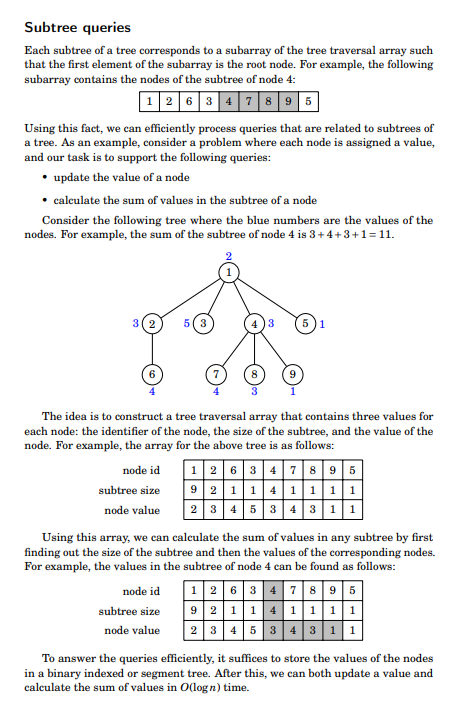 Subtree queries
Each subtree of a tree corresponds to a subarray of the tree traversal array such
that the first element of the subarray is the root node. For example, the following
subarray contains the nodes of the subtree of node 4:
1 2 6 3 4 7 8 9 5
Using this fact, we can efficiently process queries that are related to subtrees of
a tree. As an example, consider a problem where each node is assigned a value,
and our task is to support the following queries:
• update the value of a node
• calculate the sum of values in the subtree of a node
Consider the following tree where the blue numbers are the values of the
nodes. For example, the sum of the subtree of node 4 is 3+4+3+1=11.
2
1
3 2 5 3 4 3 5 1
6 7 8 9
4 4 3 1
The idea is to construct a tree traversal array that contains three values for
each node: the identifier of the node, the size of the subtree, and the value of the
node. For example, the array for the above tree is as follows:
node id 1 2 6 3 4 7 8 9 5
subtree size 9 2 1 1 4 1 1 1 1
node value 2 3 4 5 3 4 3 1 1
Using this array, we can calculate the sum of values in any subtree by first
finding out the size of the subtree and then the values of the corresponding nodes.
For example, the values in the subtree of node 4 can be found as follows:
node id 1 2 6 3 4 7 8 9 5
subtree size 9 2 1 1 4 1 1 1 1
node value 2 3 4 5 3 4 3 1 1
To answer the queries efficiently, it suffices to store the values of the nodes
in a binary indexed or segment tree. After this, we can both update a value and
calculate the sum of values in O(log n) time.